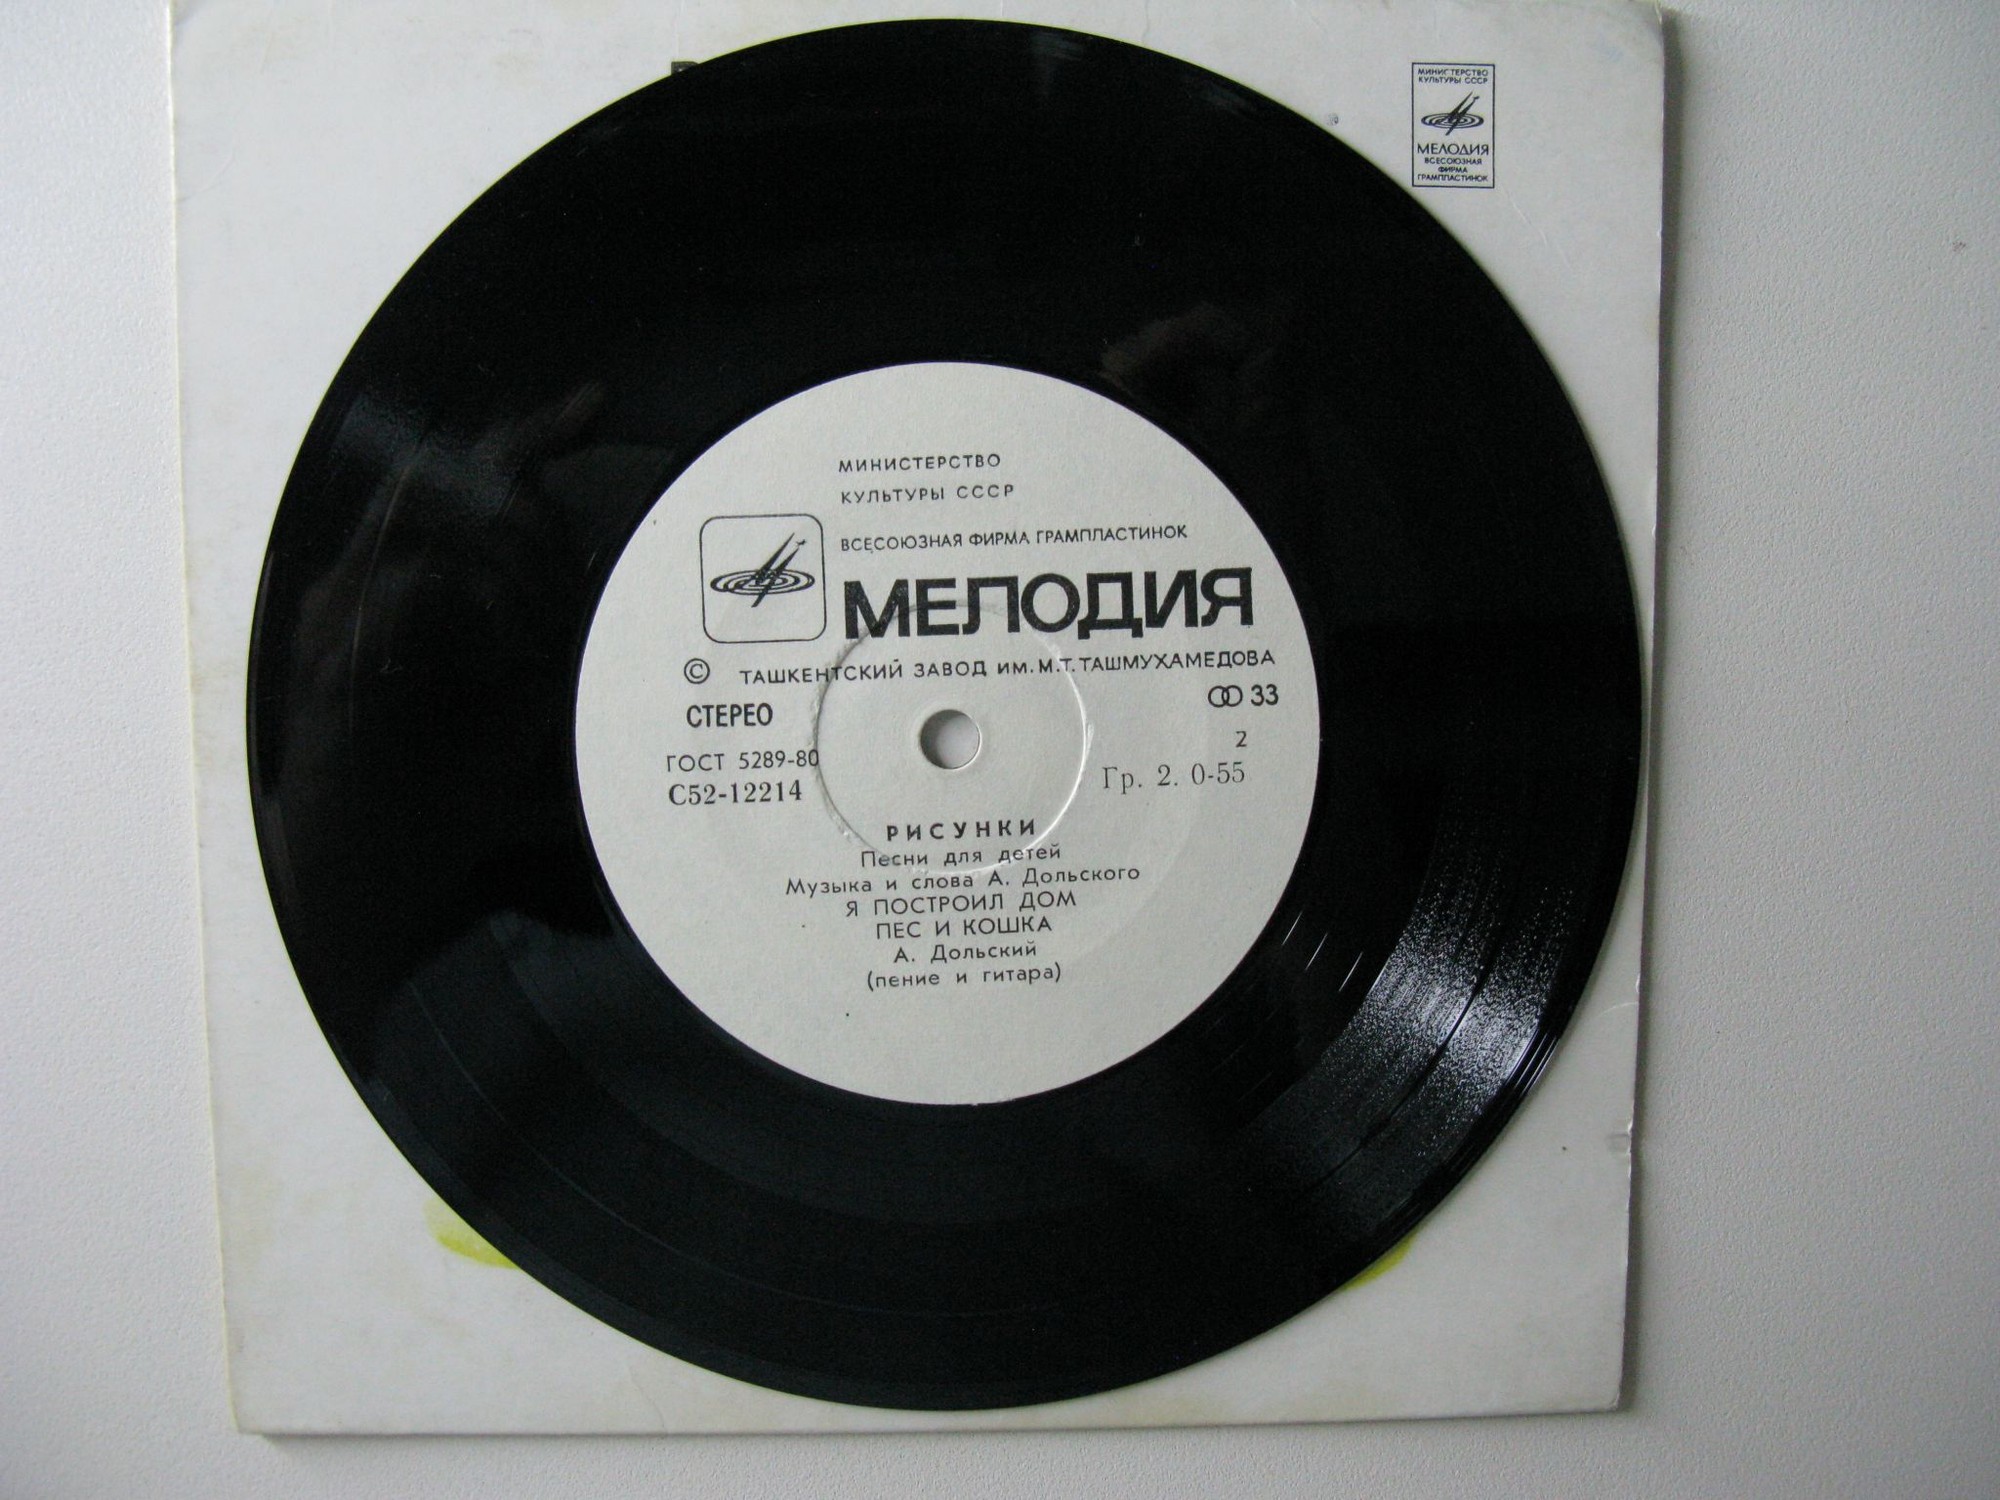 МИНИСТЕРСТВО
КУЛЬТУРЫ СССР
МЕЛОДИЯ
ВСЕСОЮЗНАЯ
ФИРМА
ГРАМПЛАСТИНОК
МИНИСТЕРСТВО
КУЛЬТУРЫ СССР
ВСЕСОЮЗНАЯ ФИРМА ГРАМПЛАСТИНОК
МЕЛОДИЯ
© ТАШКЕНТСКИЙ ЗАВОД ИМ. М.Т. ТАШМУХАМЕДОВА
СТЕРЕО 33
2
ГОСТ 5289-80
С52-12214 Гр. 2. 0-55
РИСУНКИ
Песни для детей
Музыка и слова А. Дольского
Я ПОСТРОИЛ ДОМ
ПЕС И КОШКА
А. Дольский
(пение и гитара)